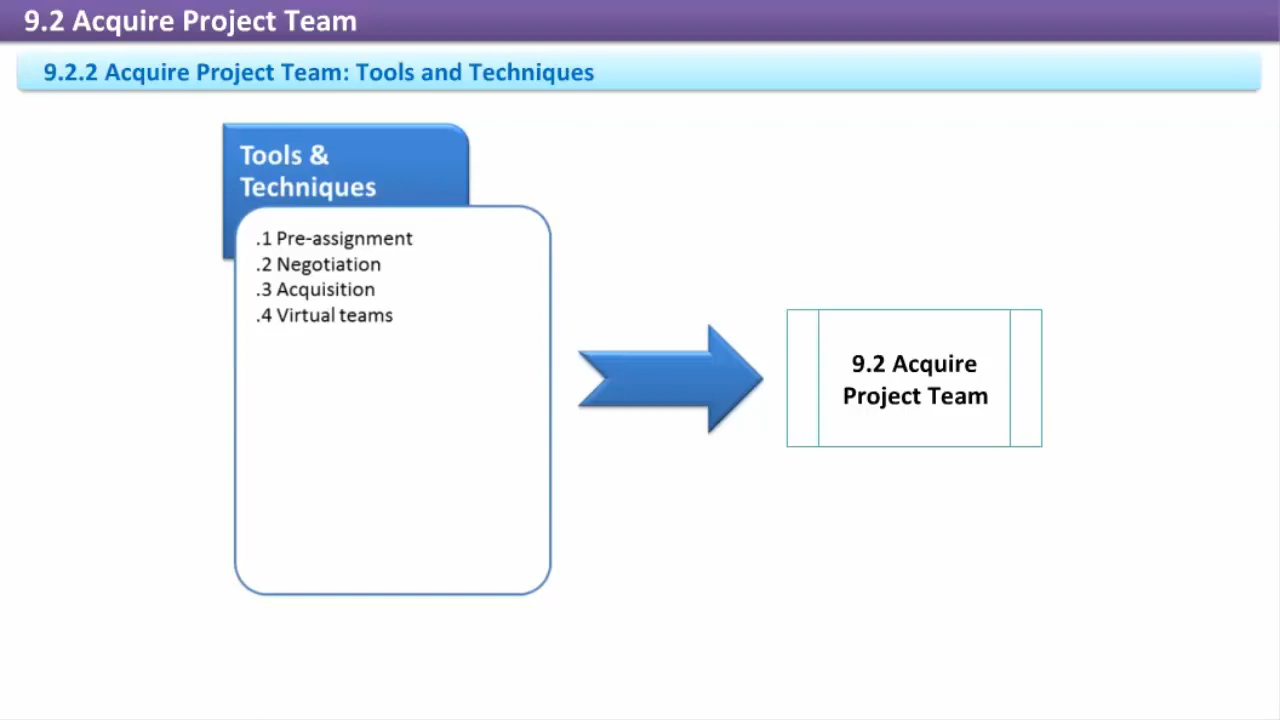 9.2 Acquire Project Team
9.2.2 Acquire Project Team: Tools and Techniques
Tools &
Techniques
.1 Pre-assignment
.2 Negotiation
.3 Acquisition
.4 Virtual teams
9.2 Acquire
Project Team